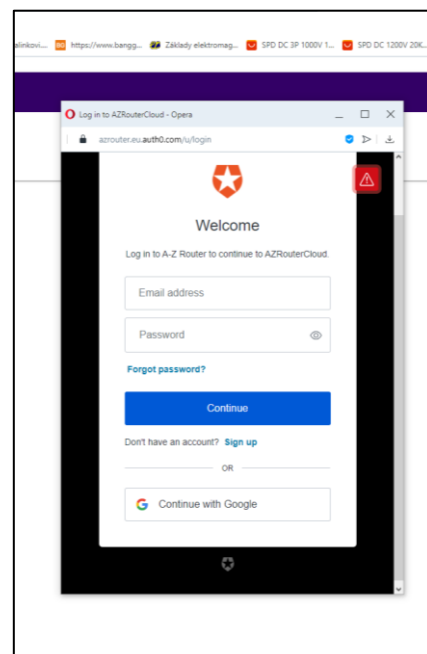 https://www.bangg... Základy elektromag... SPD DC 3P 1000V 1... SPD DC 1200V 20K...
Log in to AZRouterCloud - Opera
azrouter.eu.auth0.com/u/login
Welcome
Log in to A-Z Router to continue to AZRouterCloud.
Email address
Password
Forgot password?
Continue
Don't have an account? Sign up
OR
Continue with Google